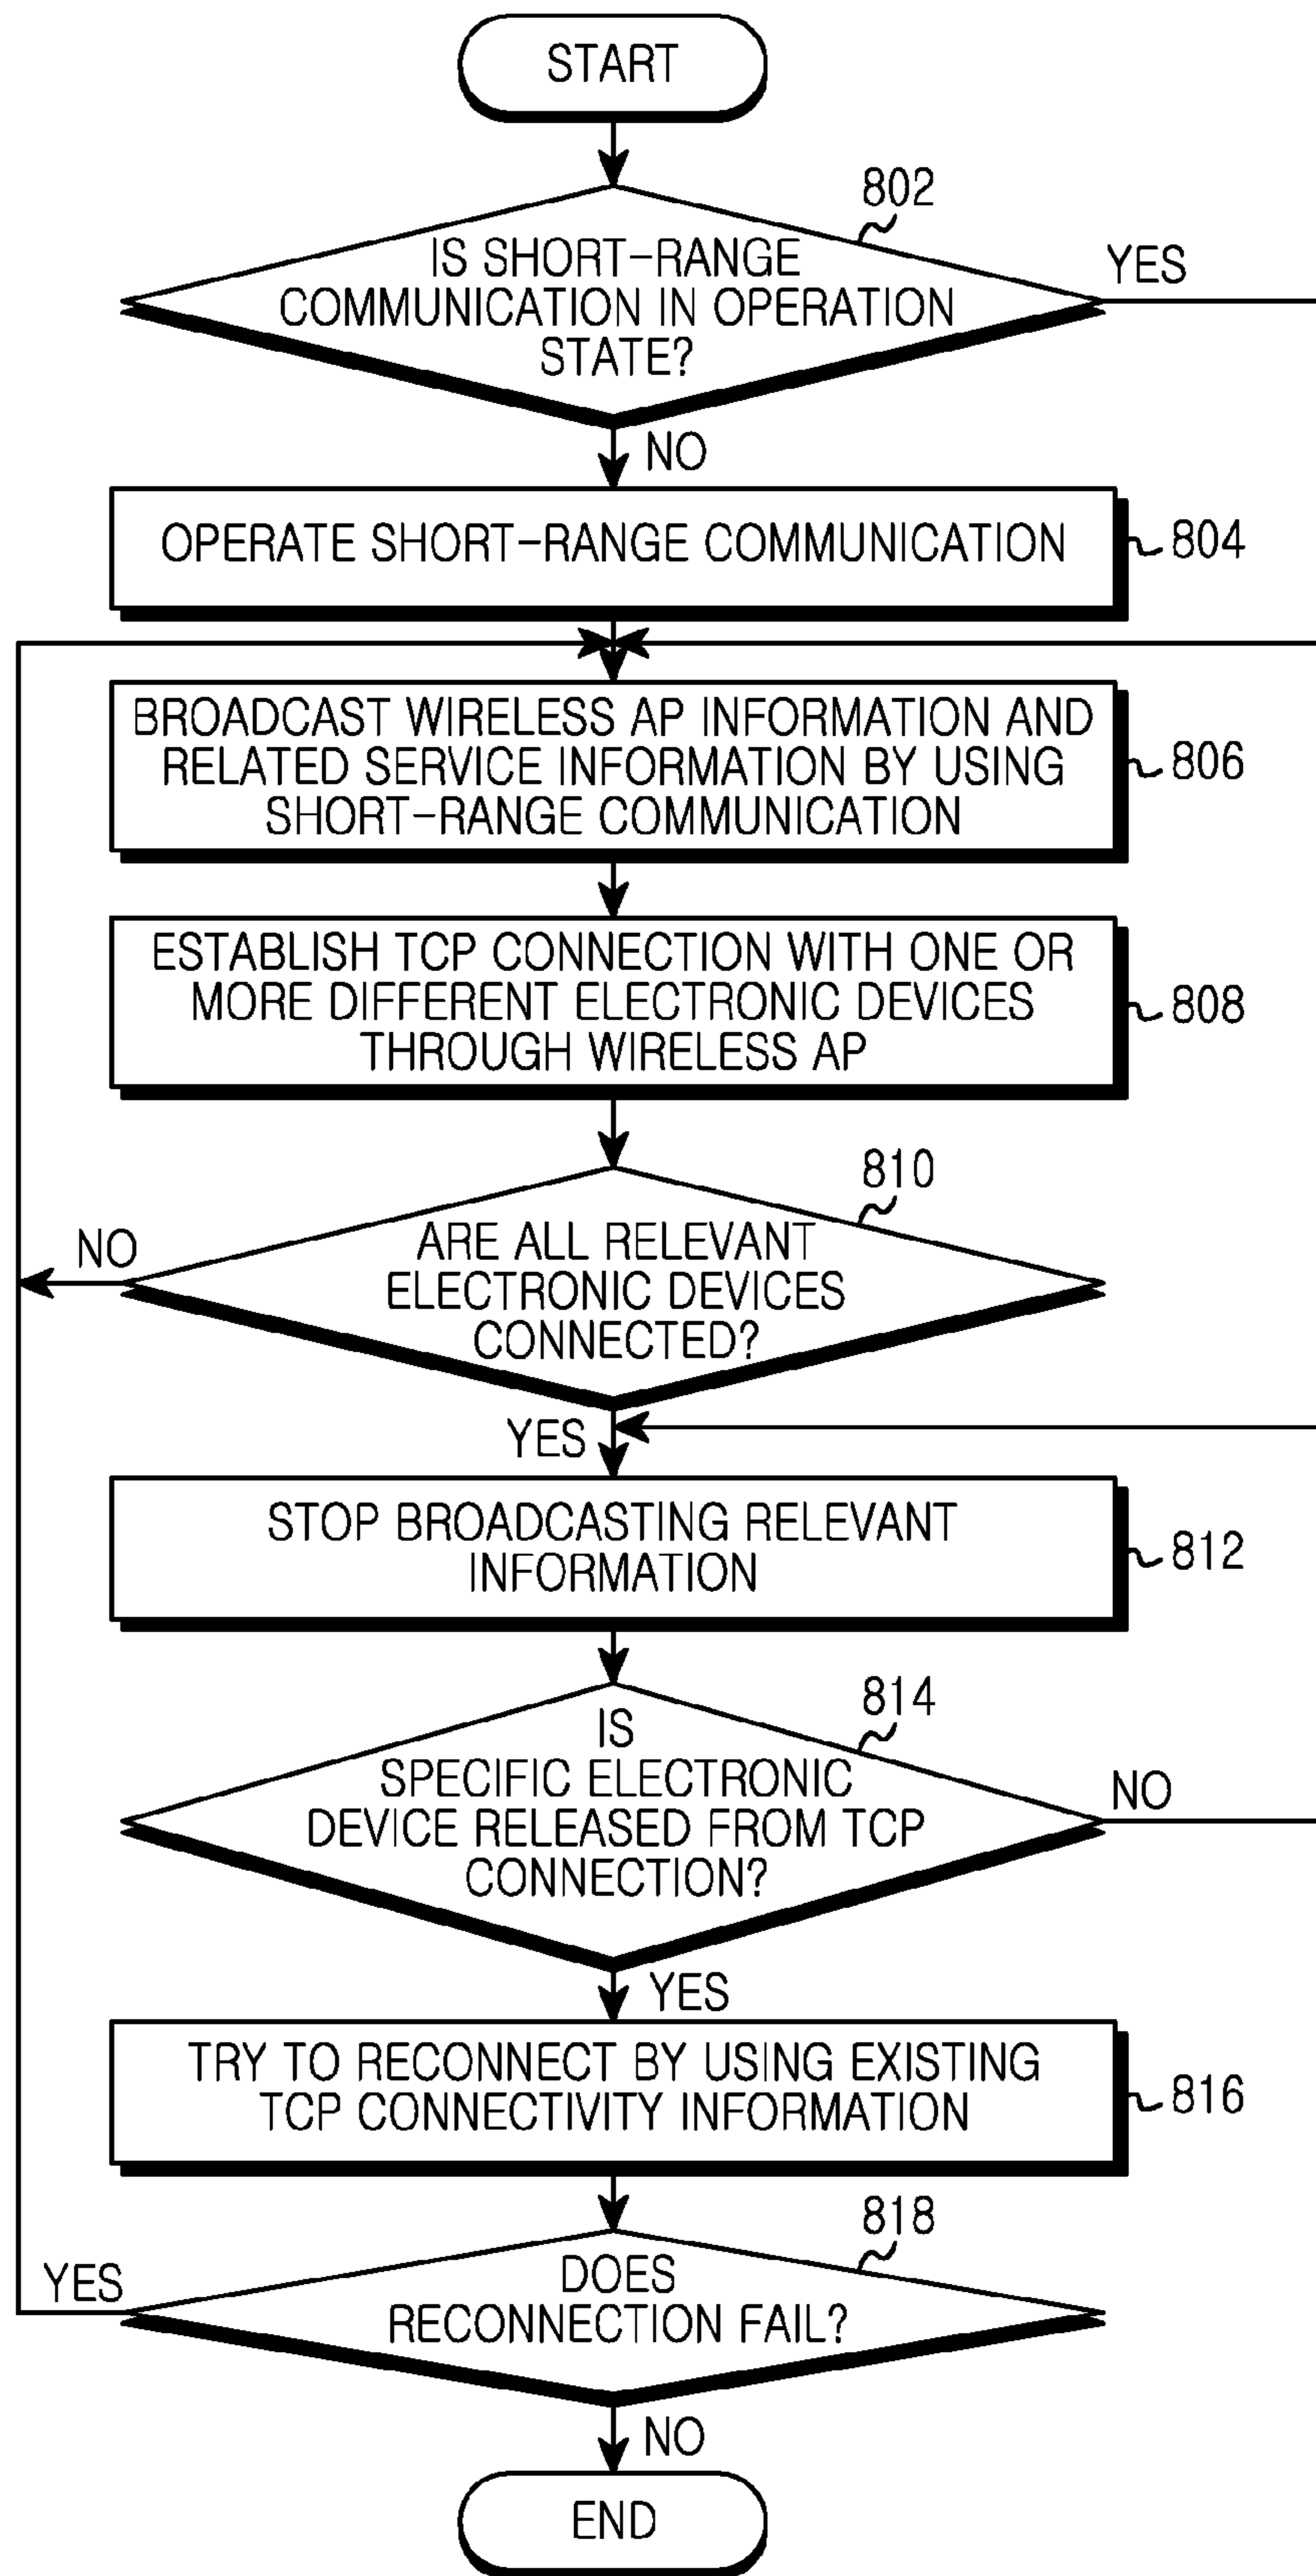 START
802
IS SHORT-RANGE
COMMUNICATION IN OPERATION
STATE?
YES
NO
OPERATE SHORT-RANGE COMMUNICATION
804
BROADCAST WIRELESS AP INFORMATION AND
RELATED SERVICE INFORMATION BY USING
SHORT-RANGE COMMUNICATION
806
ESTABLISH TCP CONNECTION WITH ONE OR
MORE DIFFERENT ELECTRONIC DEVICES
THROUGH WIRELESS AP
808
810
ARE ALL RELEVANT
ELECTRONIC DEVICES
CONNECTED?
NO
YES
STOP BROADCASTING RELEVANT
INFORMATION
812
814
IS
SPECIFIC ELECTRONIC
DEVICE RELEASED FROM TCP
CONNECTION?
NO
YES
TRY TO RECONNECT BY USING EXISTING
TCP CONNECTIVITY INFORMATION
816
818
DOES
RECONNECTION FAIL?
YES
NO
END